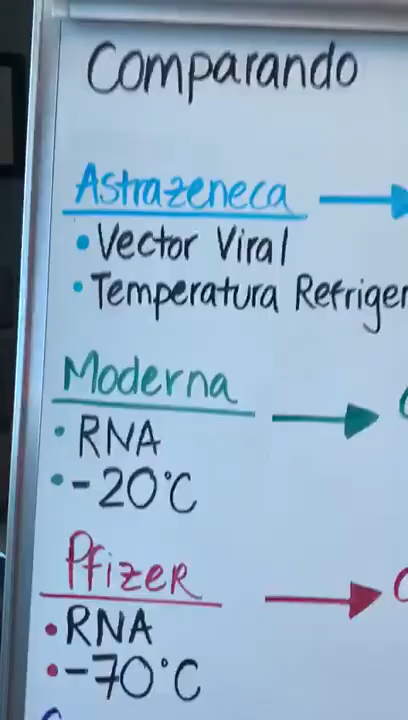 Comparando
Astrazeneca
• Vector Viral
• Temperatura Refriger
Moderna
• RNA
• -20°C
Pfizer
• RNA
• -70°C